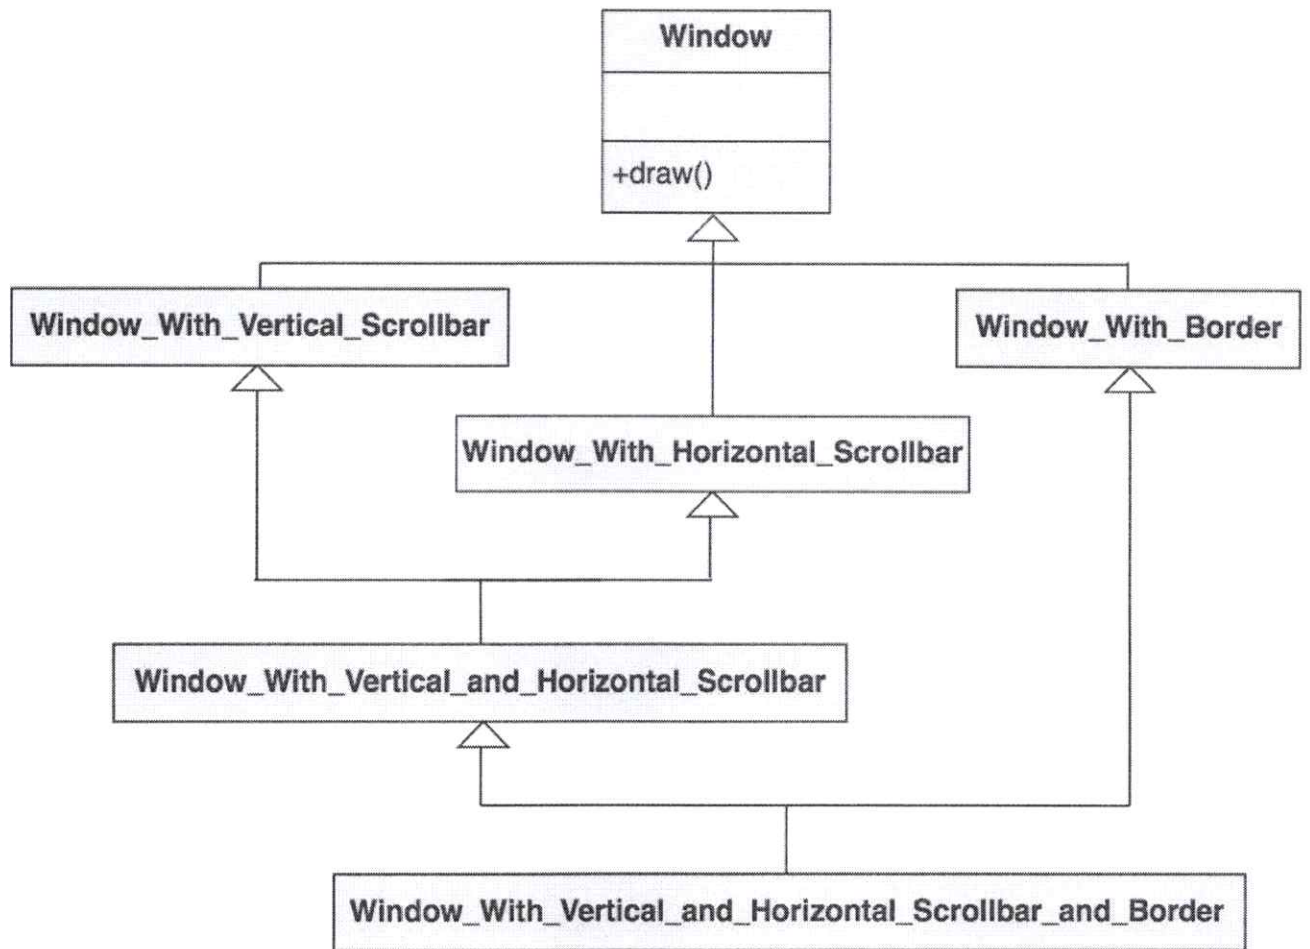 Window
+draw()
Window_With_Vertical_Scrollbar
Window_With_Border
Window_With_Horizontal_Scrollbar
Window_With_Vertical_and_Horizontal_Scrollbar
Window_With_Vertical_and_Horizontal_Scrollbar_and_Border